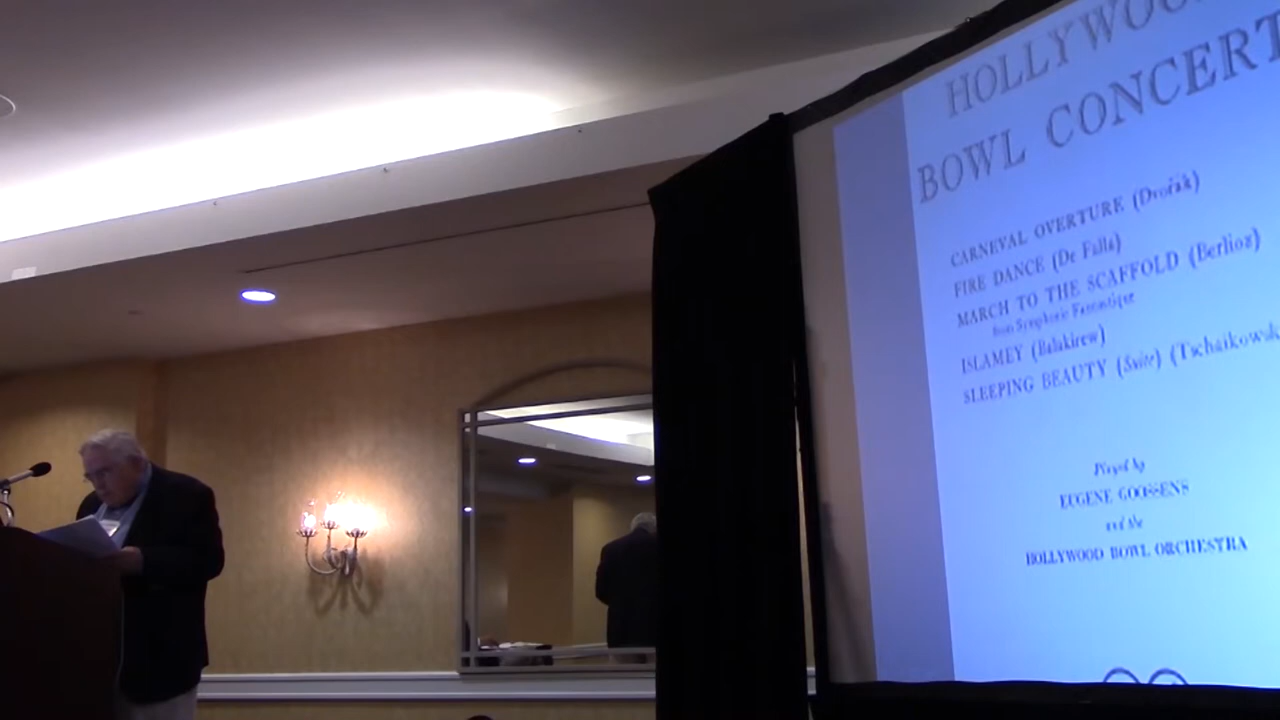 HOLLYWOO
BOWL CONCERT
CARNEVAL OVERTURE (Dvořák)
FIRE DANCE (De Falla)
MARCH TO THE SCAFFOLD (Berlioz)
from Symphonie Fantastique
ISLAMEY (Balakirew)
SLEEPING BEAUTY (Suite) (Tschaikowsk
Played by
EUGENE GOOSSENS
and the
HOLLYWOOD BOWL ORCHESTRA